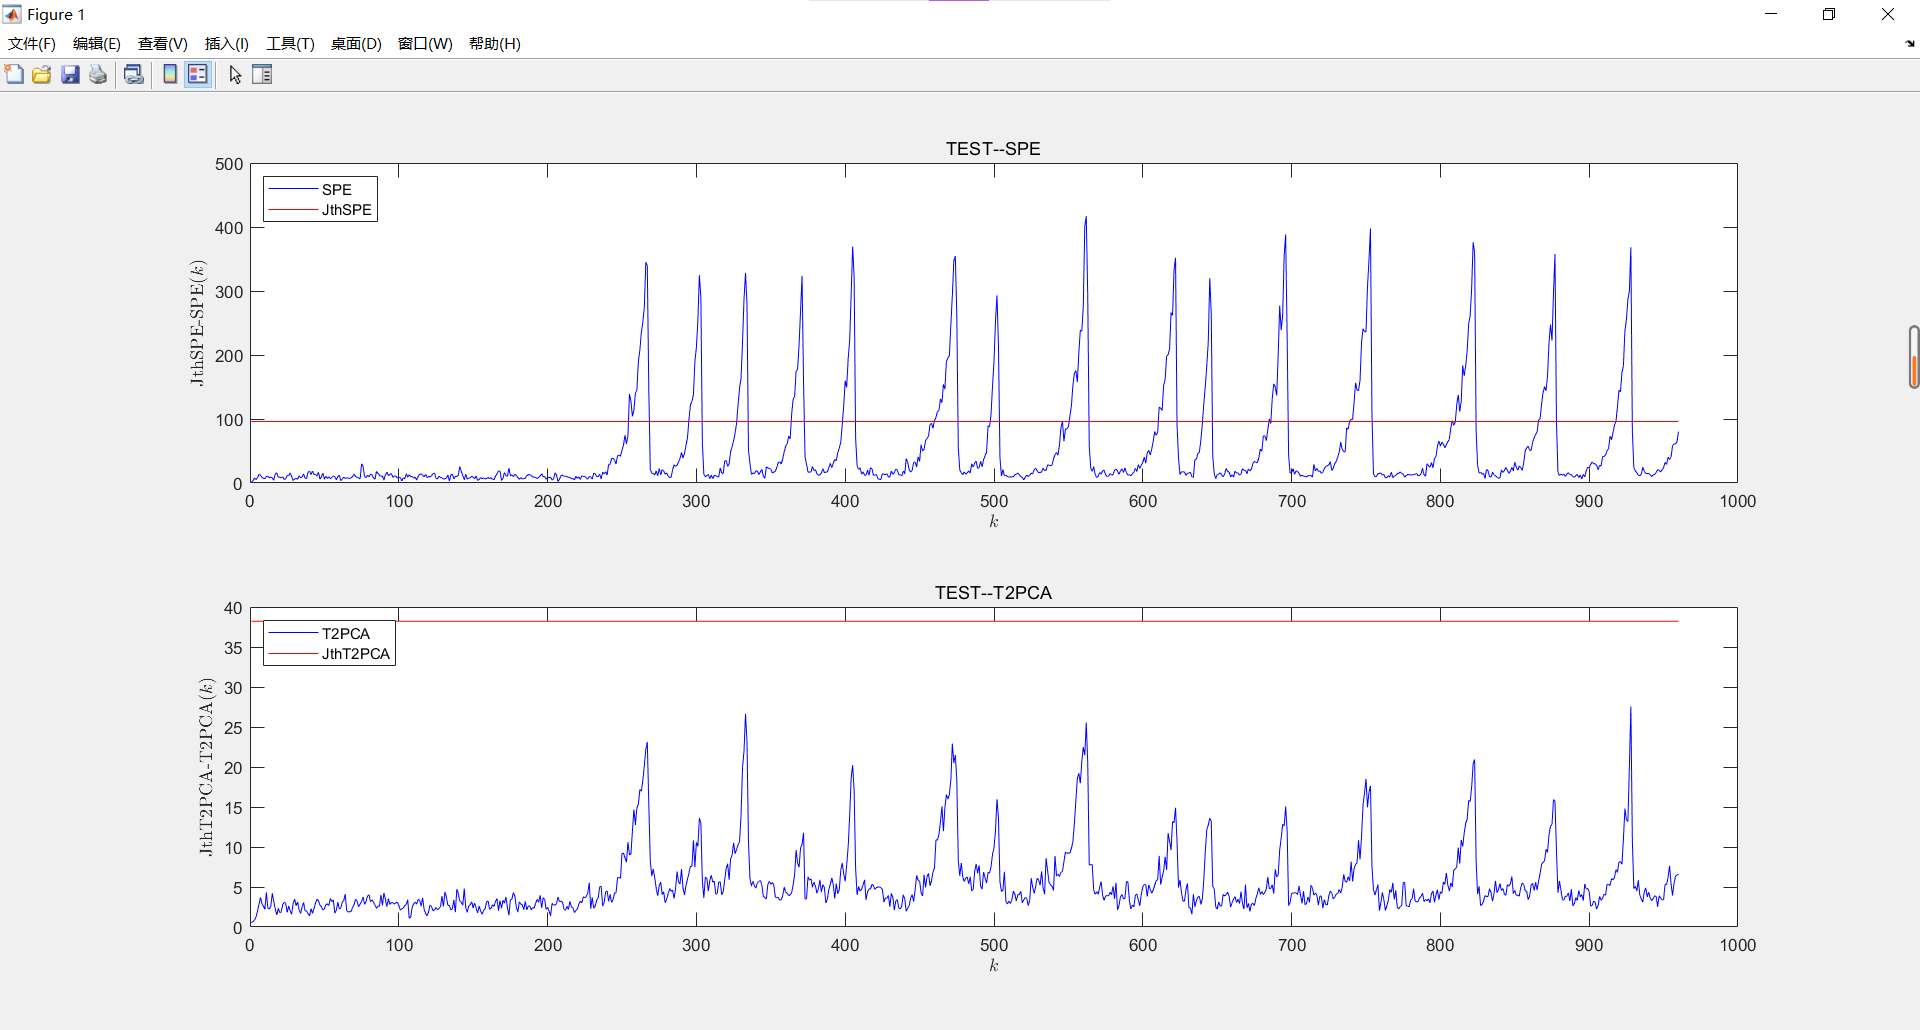 Figure 1
文件(F) 编辑(E) 查看(V) 插入(I) 工具(T) 桌面(D) 窗口(W) 帮助(H)
TEST--SPE
SPE
JthSPE
JthSPE-SPE(k)
500
400
300
200
100
0
0 100 200 300 400 500 600 700 800 900 1000
k
TEST--T2PCA
T2PCA
JthT2PCA
JthT2PCA-T2PCA(k)
40
35
30
25
20
15
10
5
0
0 100 200 300 400 500 600 700 800 900 1000
k